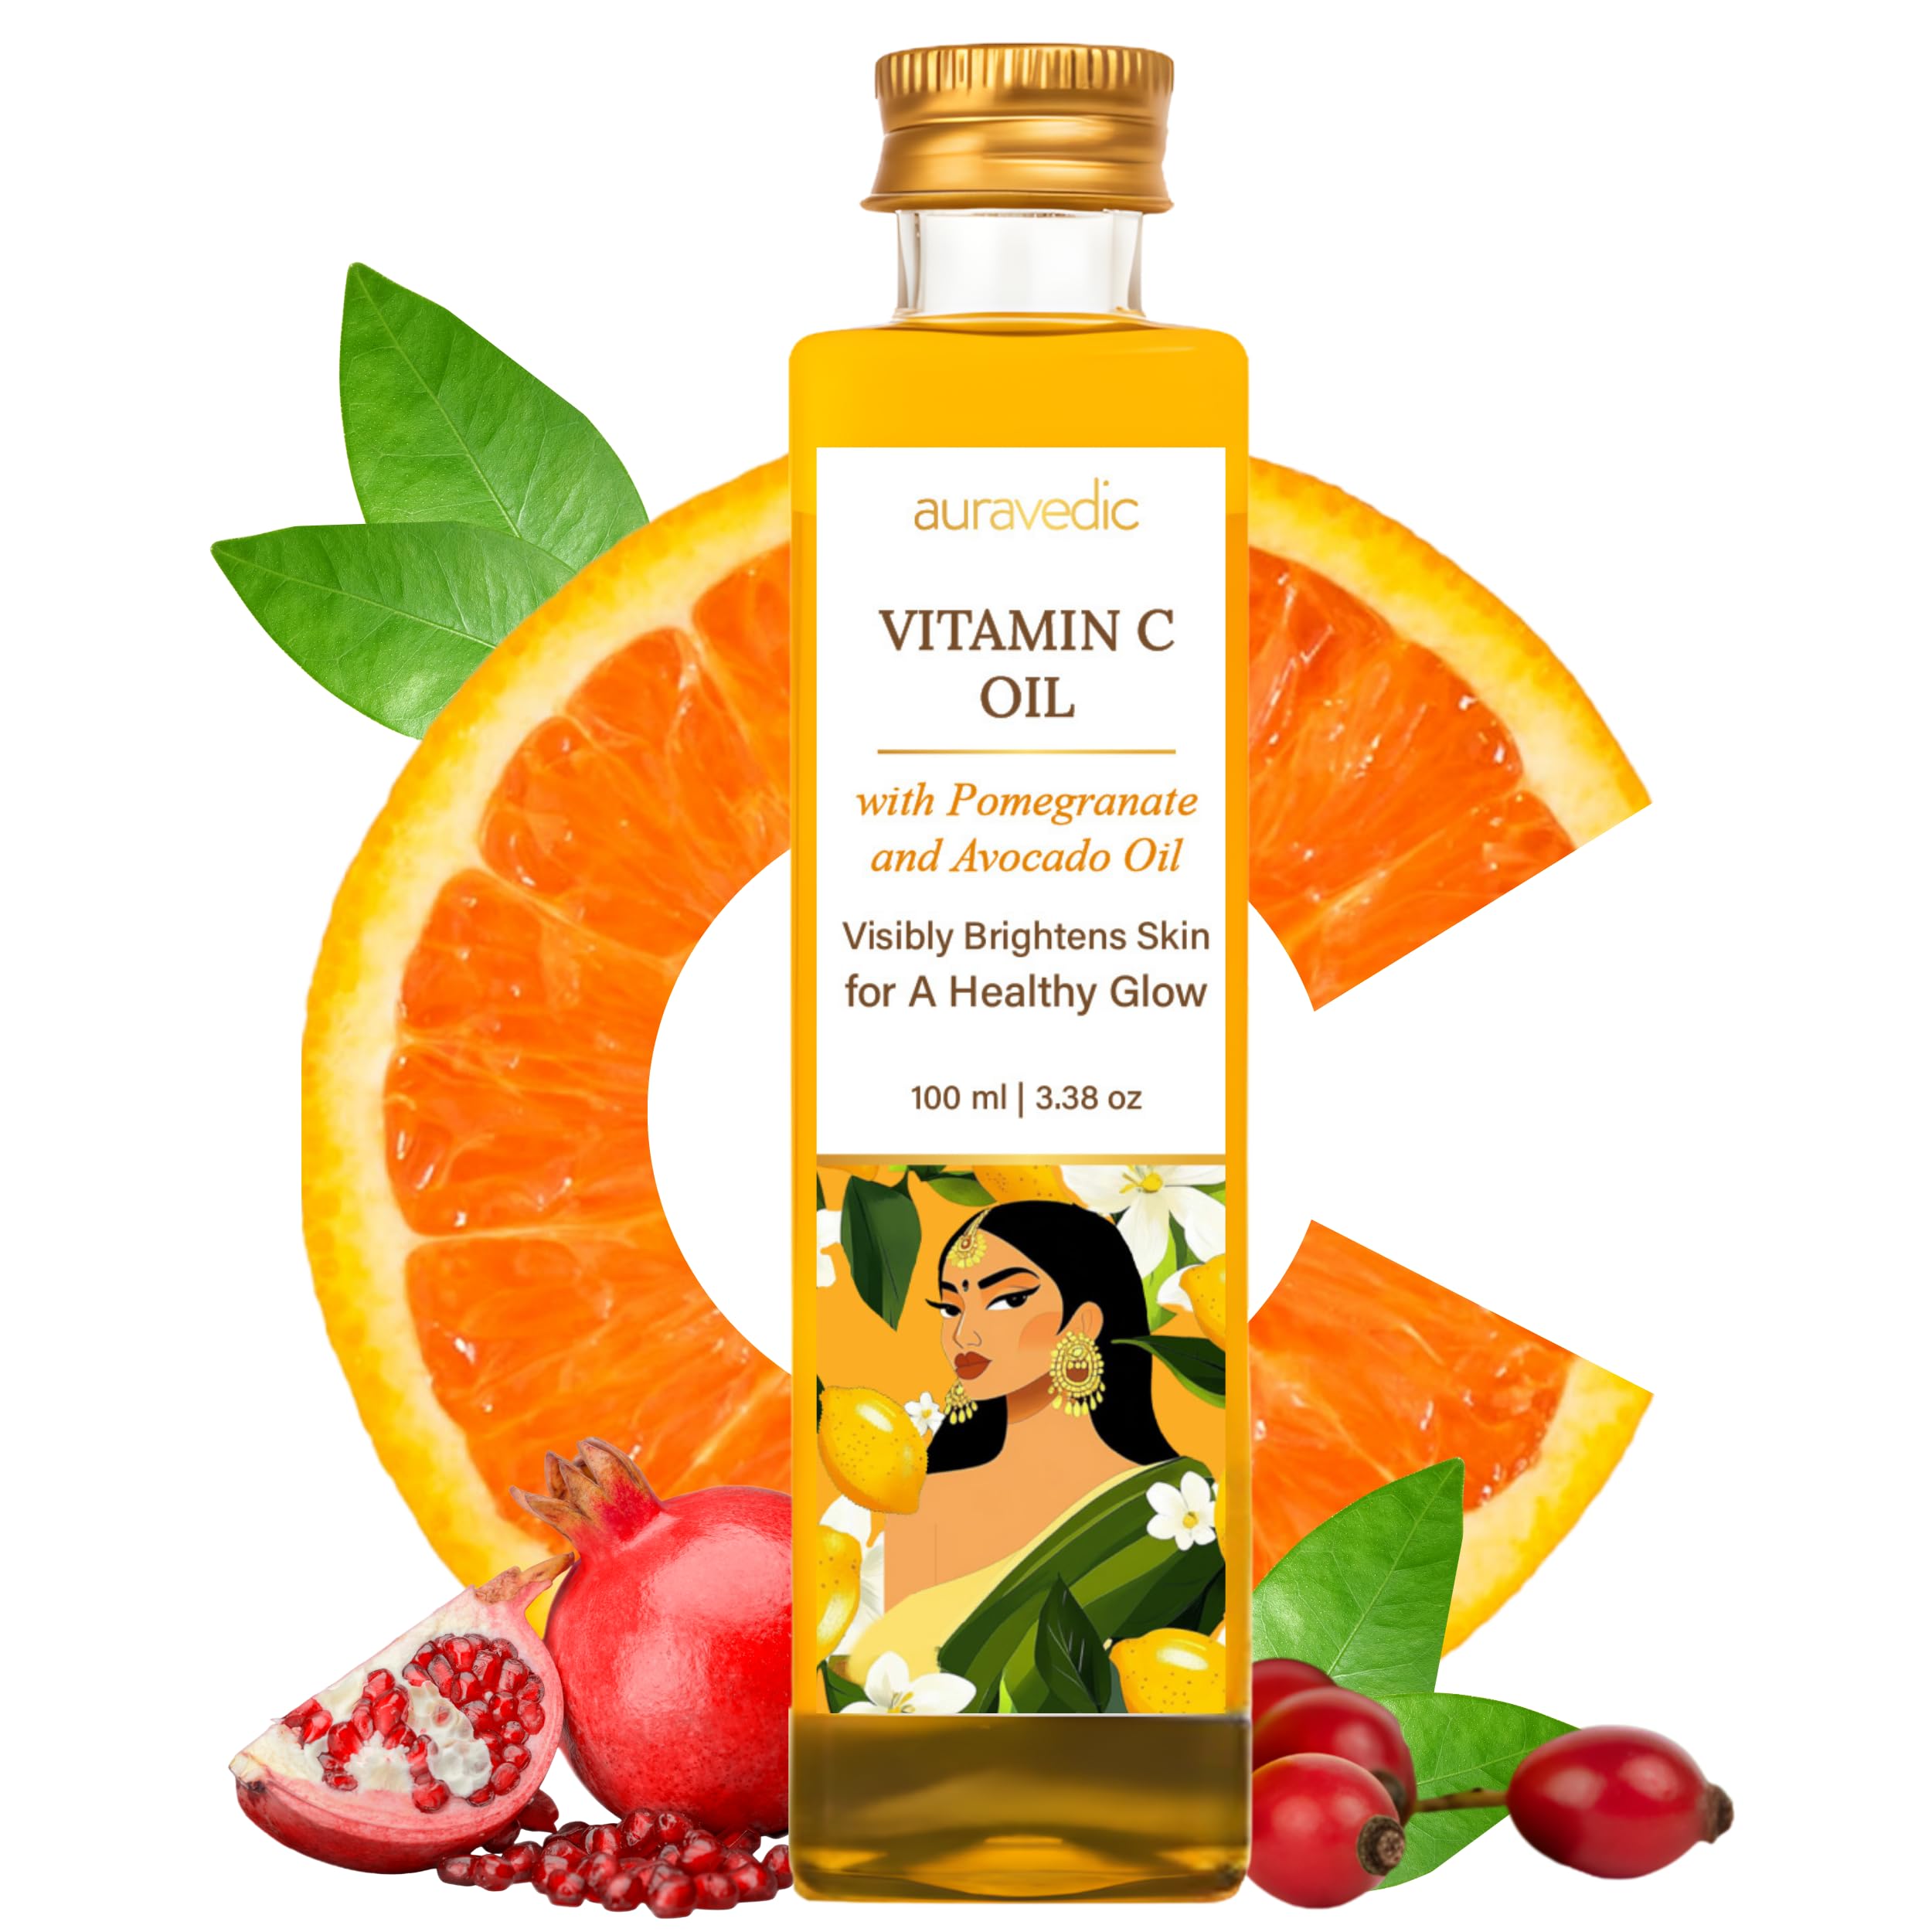 auravedic
VITAMIN C
OIL
with Pomegranate
and Avocado Oil
Visibly Brightens Skin
for A Healthy Glow
100 ml | 3.38 oz